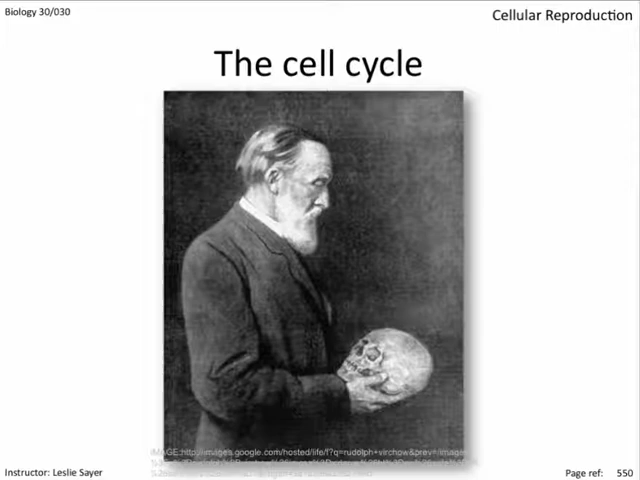 Biology 30/030
Cellular Reproduction
The cell cycle
IMAGE:http://images.google.com/hosted/life/l?q=rudolph+virchow&prev=/images
Instructor: Leslie Sayer
Page ref: 550